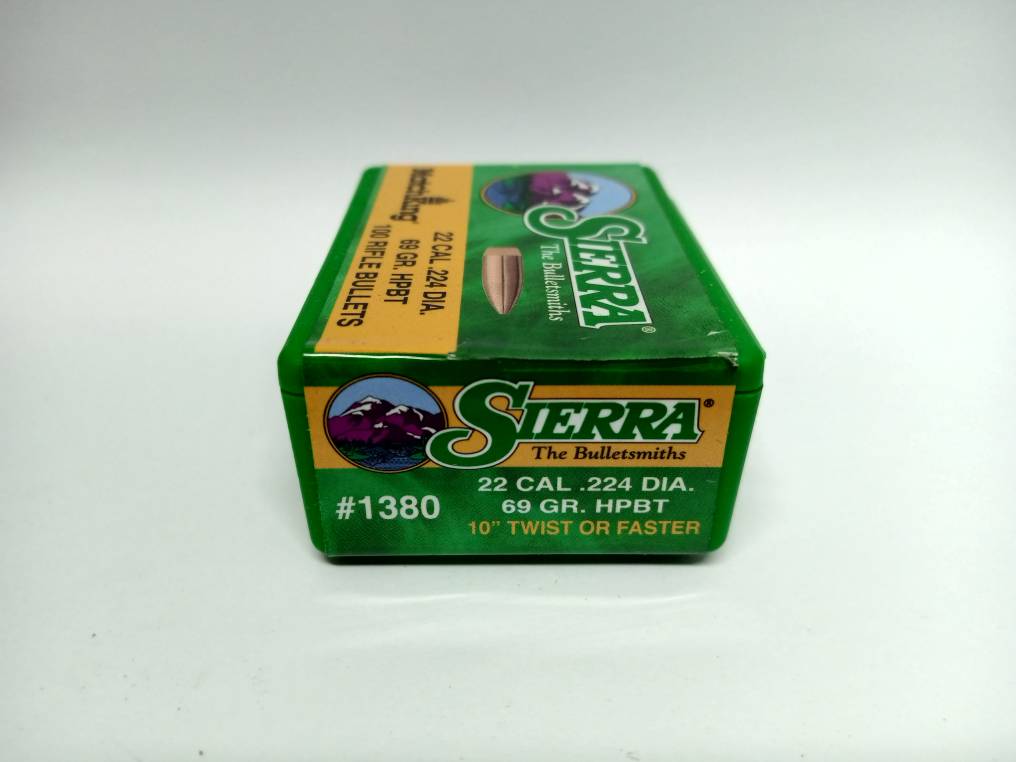 SIERRA®
The Bulletsmiths
MatchKing®
22 CAL .224 DIA.
69 GR. HPBT
100 RIFLE BULLETS
SIERRA®
The Bulletsmiths
#1380
22 CAL .224 DIA.
69 GR. HPBT
10” TWIST OR FASTER